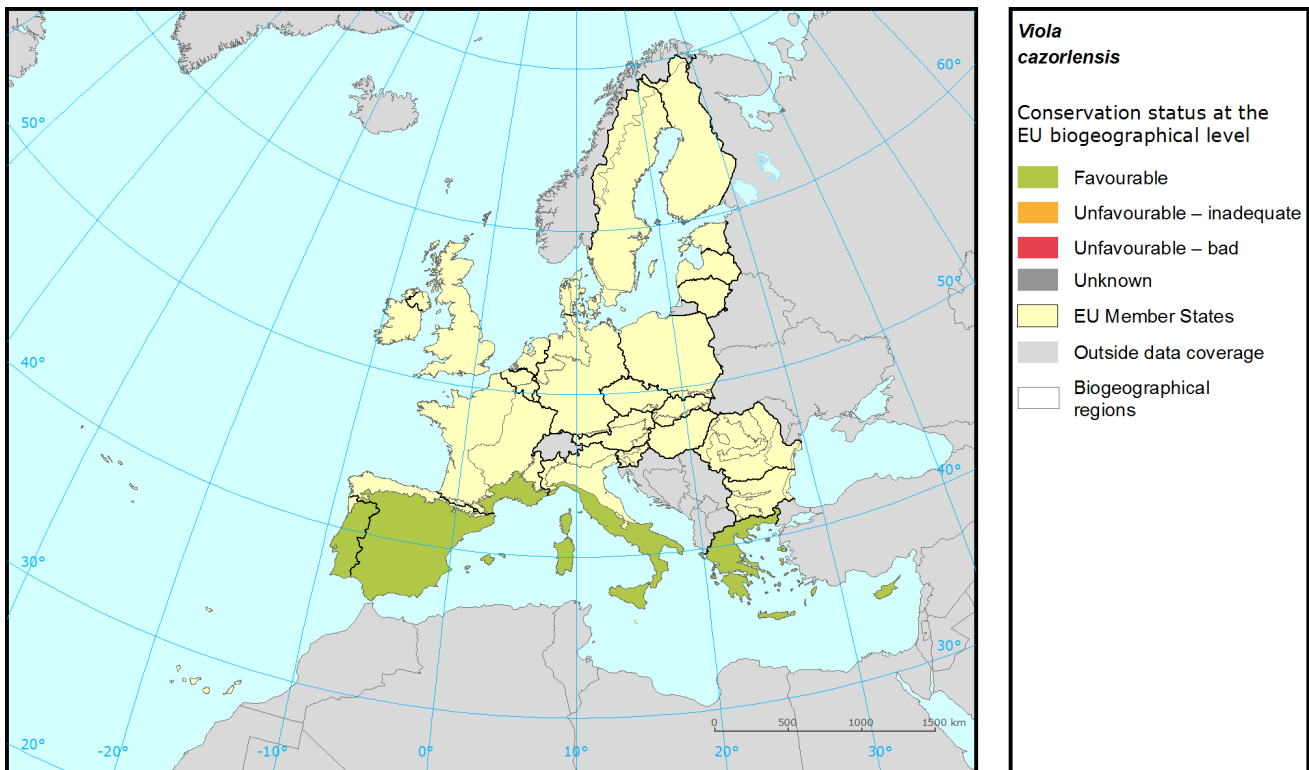 60°
50°
50°
40°
40°
30°
30°
20°
-20°
-10°
0°
10°
20°
30°
0 500 1000 1500 km
Viola
cazorlensis
Conservation status at the
EU biogeographical level
Favourable
Unfavourable – inadequate
Unfavourable – bad
Unknown
EU Member States
Outside data coverage
Biogeographical
regions